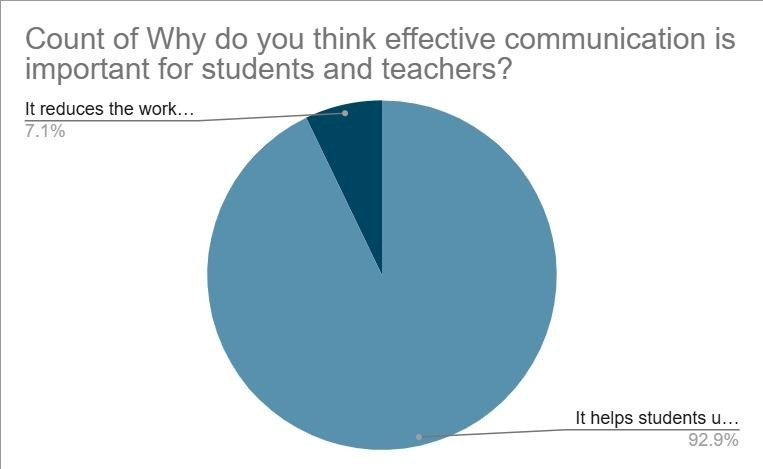 Count of Why do you think effective communication is
important for students and teachers?
It reduces the work…
7.1%
It helps students u…
92.9%